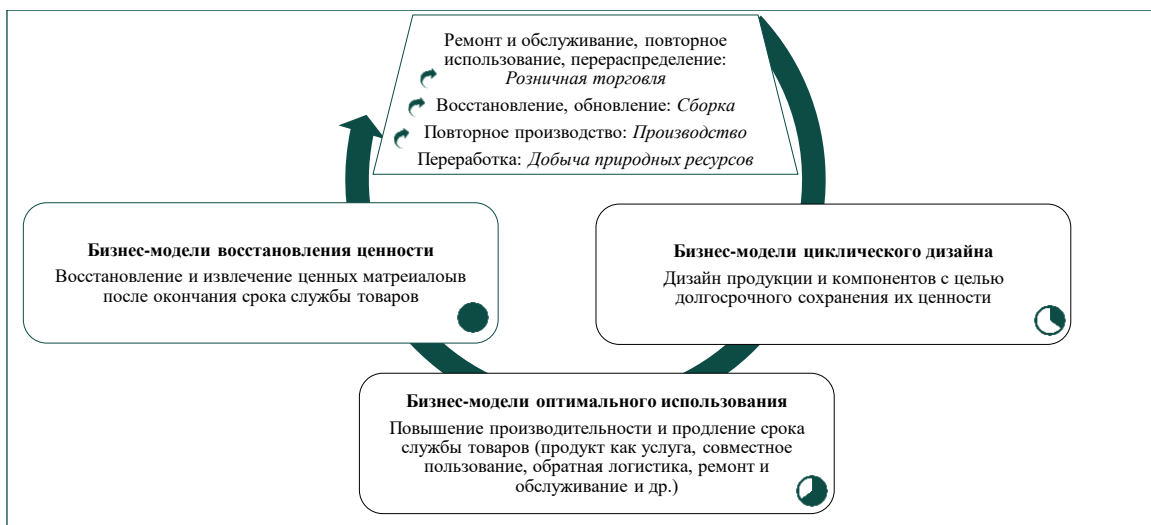 Ремонт и обслуживание, повторное
использование, перераспределение:
Розничная торговля
Восстановление, обновление: Сборка
Повторное производство: Производство
Переработка: Добыча природных ресурсов
Бизнес-модели восстановления ценности
Восстановление и извлечение ценных матреиалоыв
после окончания срока службы товаров
Бизнес-модели циклического дизайна
Дизайн продукции и компонентов с целью
долгосрочного сохранения их ценности
Бизнес-модели оптимального использования
Повышение производительности и продление срока
службы товаров (продукт как услуга, совместное
пользование, обратная логистика, ремонт и
обслуживание и др.)